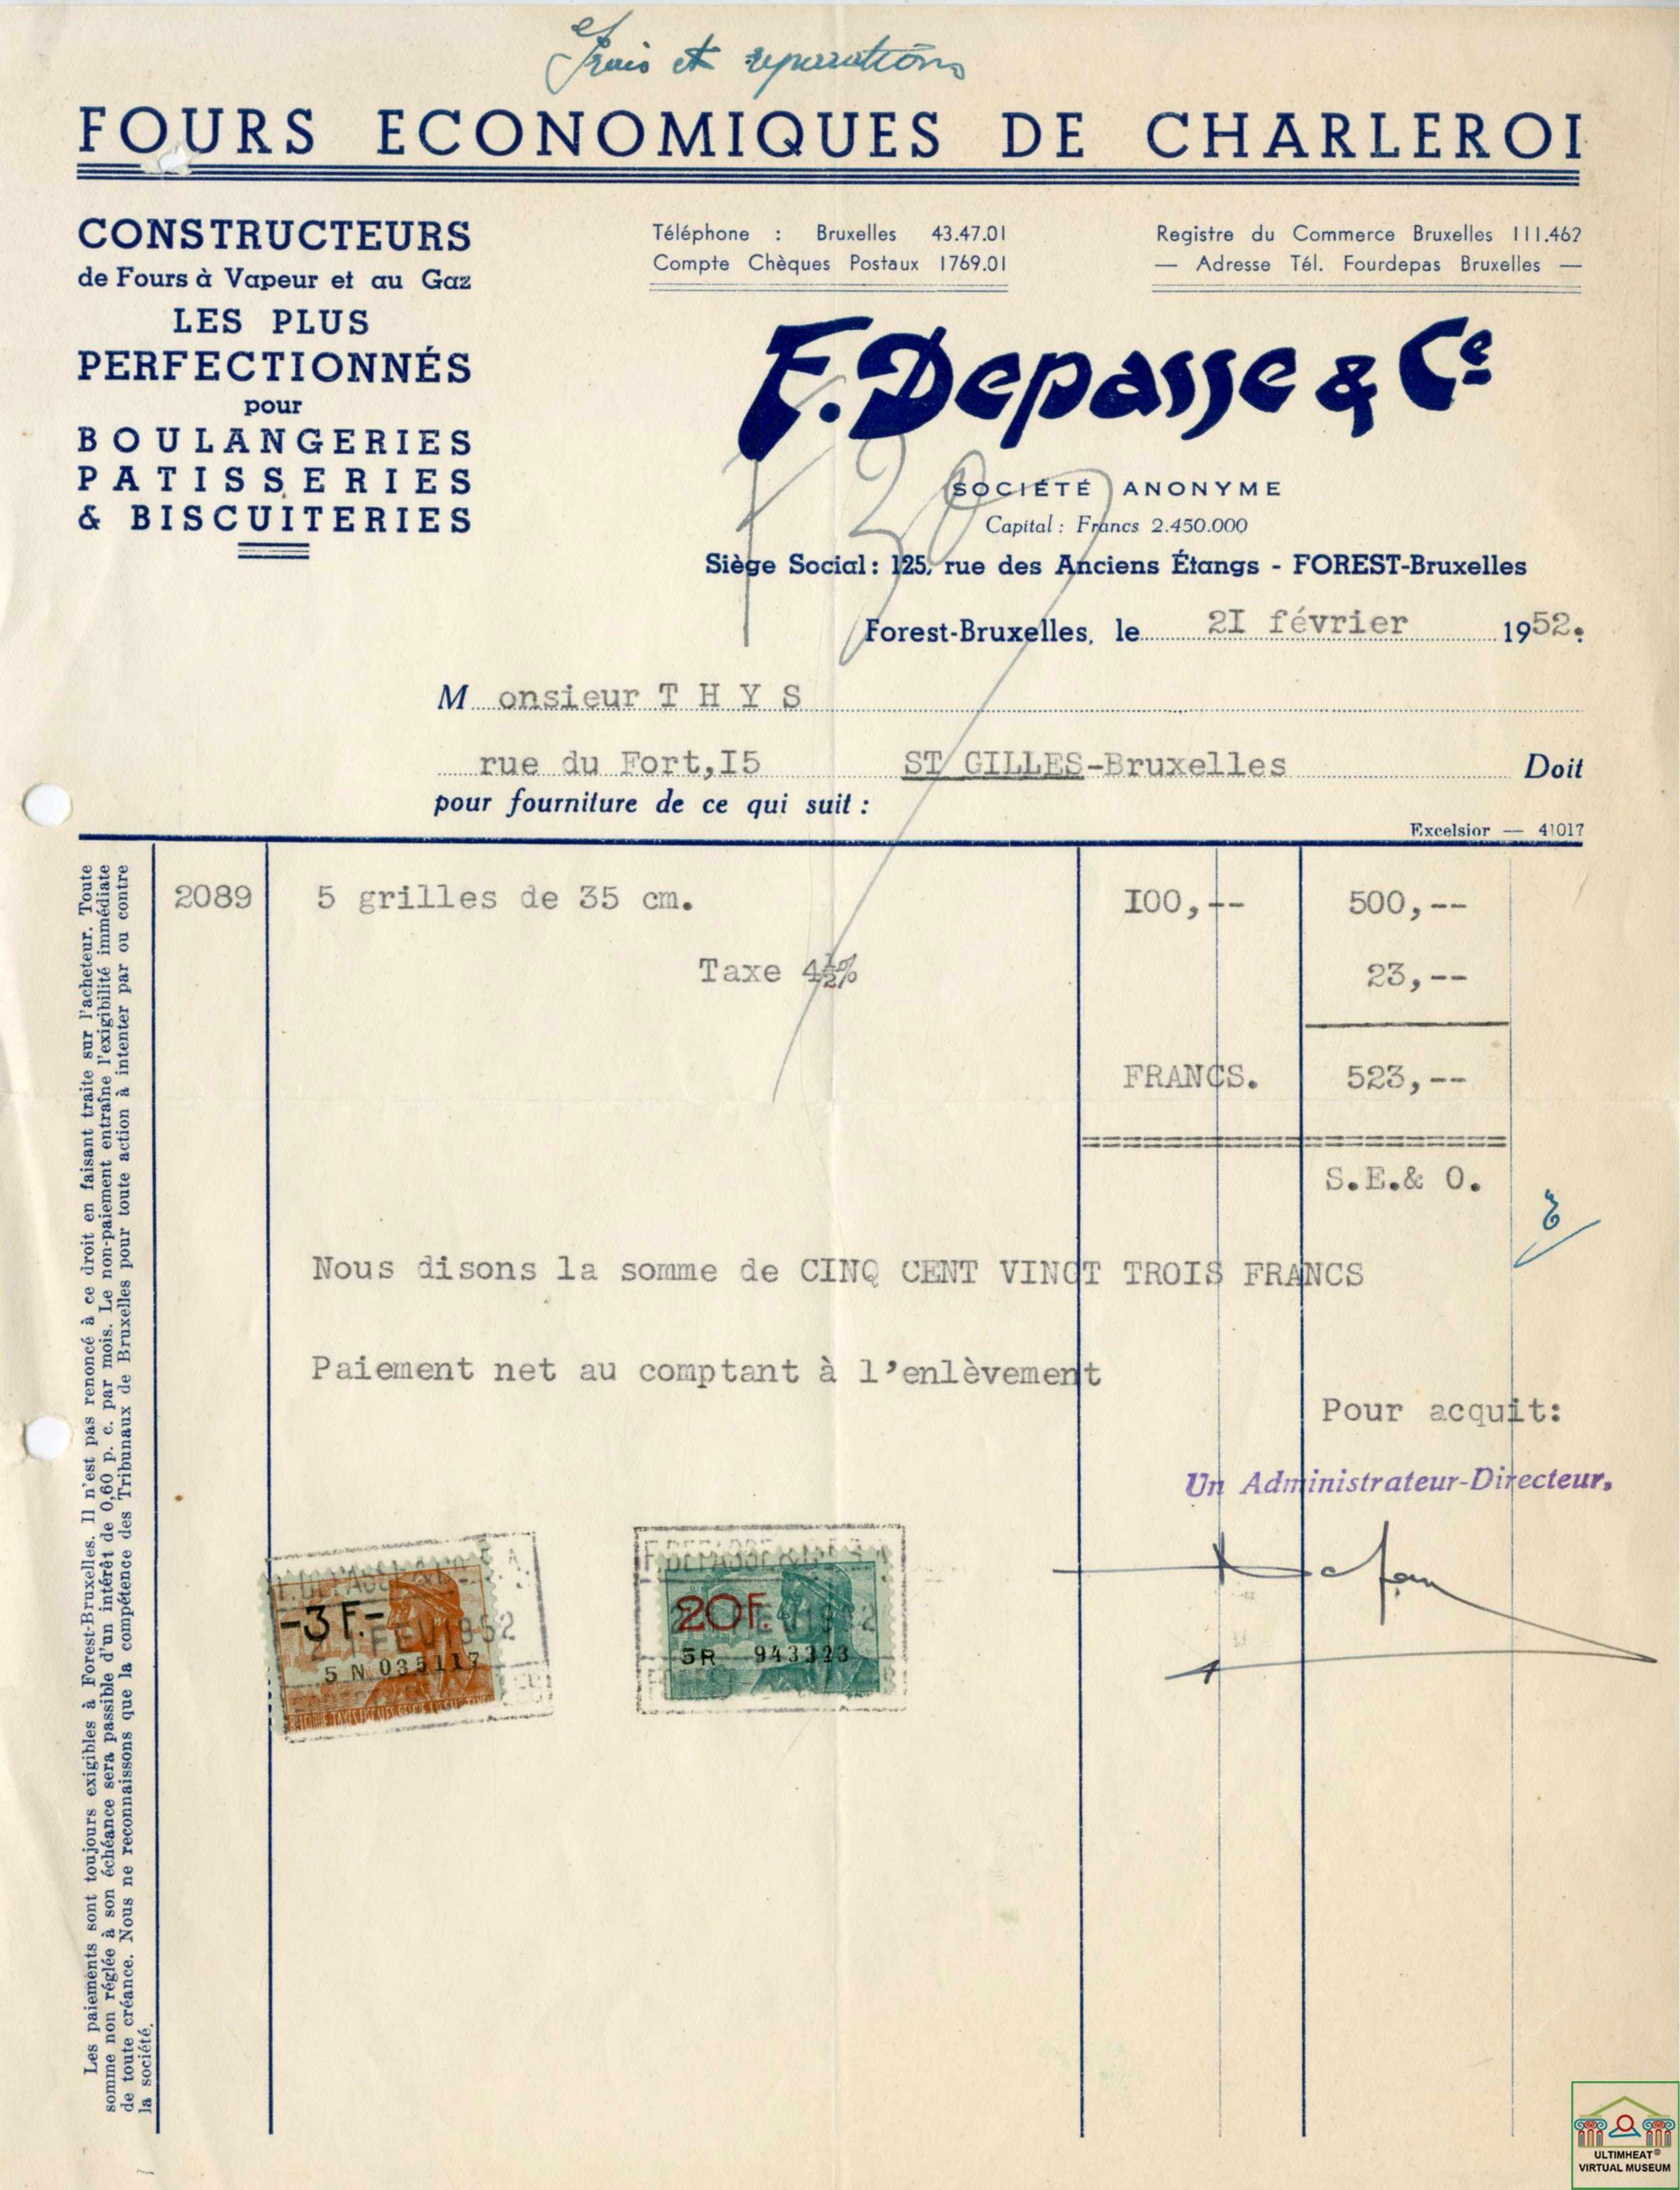 Frais et reparations
FOURS ECONOMIQUES DE CHARLEROI
CONSTRUCTEURS
de Fours à Vapeur et au Gaz
LES PLUS
PERFECTIONNÉS
pour
BOULANGERIES
PATISSERIES
& BISCUITERIES
Téléphone : Bruxelles 43.47.01
Compte Chèques Postaux 1769.01
Registre du Commerce Bruxelles 111.462
— Adresse Tél. Fourdepas Bruxelles —
F. Depasse & Cᵉ
SOCIÉTÉ ANONYME
Capital : Francs 2.450.000
Siège Social : 125, rue des Anciens Étangs - FOREST-Bruxelles
Forest-Bruxelles, le 21 février 1952.
Monsieur T H Y S
rue du Fort,I5 ST GILLES-Bruxelles Doit
pour fourniture de ce qui suit :
Excelsior — 41017
2089 5 grilles de 35 cm. I00,-- 500,--
Taxe 4½% 23,--
FRANCS. 523,--
S.E.& O.
Nous disons la somme de CINQ CENT VINGT TROIS FRANCS
Paiement net au comptant à l'enlèvement
Pour acquit:
Un Administrateur-Directeur,
-3F.-
5 N 035117
20F.
5R 943323
Les paiements sont toujours exigibles à Forest-Bruxelles. Il n'est pas renoncé à ce droit en faisant traite sur l'acheteur. Toute
somme non réglée à son échéance sera passible d'un intérêt de 0,60 p. c. par mois. Le non-paiement entraîne l'exigibilité immédiate
de toute créance. Nous ne reconnaissons que la compétence des Tribunaux de Bruxelles pour toute action à intenter par ou contre
la société.
ULTIMHEAT®
VIRTUAL MUSEUM